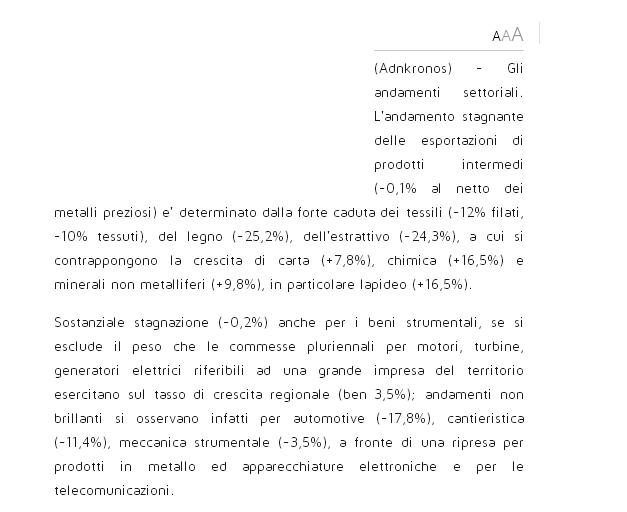 AAA
(Adnkronos) - Gli
andamenti settoriali.
L'andamento stagnante
delle esportazioni di
prodotti intermedi
(-0,1% al netto dei
metalli preziosi) e' determinato dalla forte caduta dei tessili (-12% filati,
-10% tessuti), del legno (-25,2%), dell'estrattivo (-24,3%), a cui si
contrappongono la crescita di carta (+7,8%), chimica (+16,5%) e
minerali non metalliferi (+9,8%), in particolare lapideo (+16,5%).
Sostanziale stagnazione (-0,2%) anche per i beni strumentali, se si
esclude il peso che le commesse pluriennali per motori, turbine,
generatori elettrici riferibili ad una grande impresa del territorio
esercitano sul tasso di crescita regionale (ben 3,5%); andamenti non
brillanti si osservano infatti per automotive (-17,8%), cantieristica
(-11,4%), meccanica strumentale (-3,5%), a fronte di una ripresa per
prodotti in metallo ed apparecchiature elettroniche e per le
telecomunicazioni.